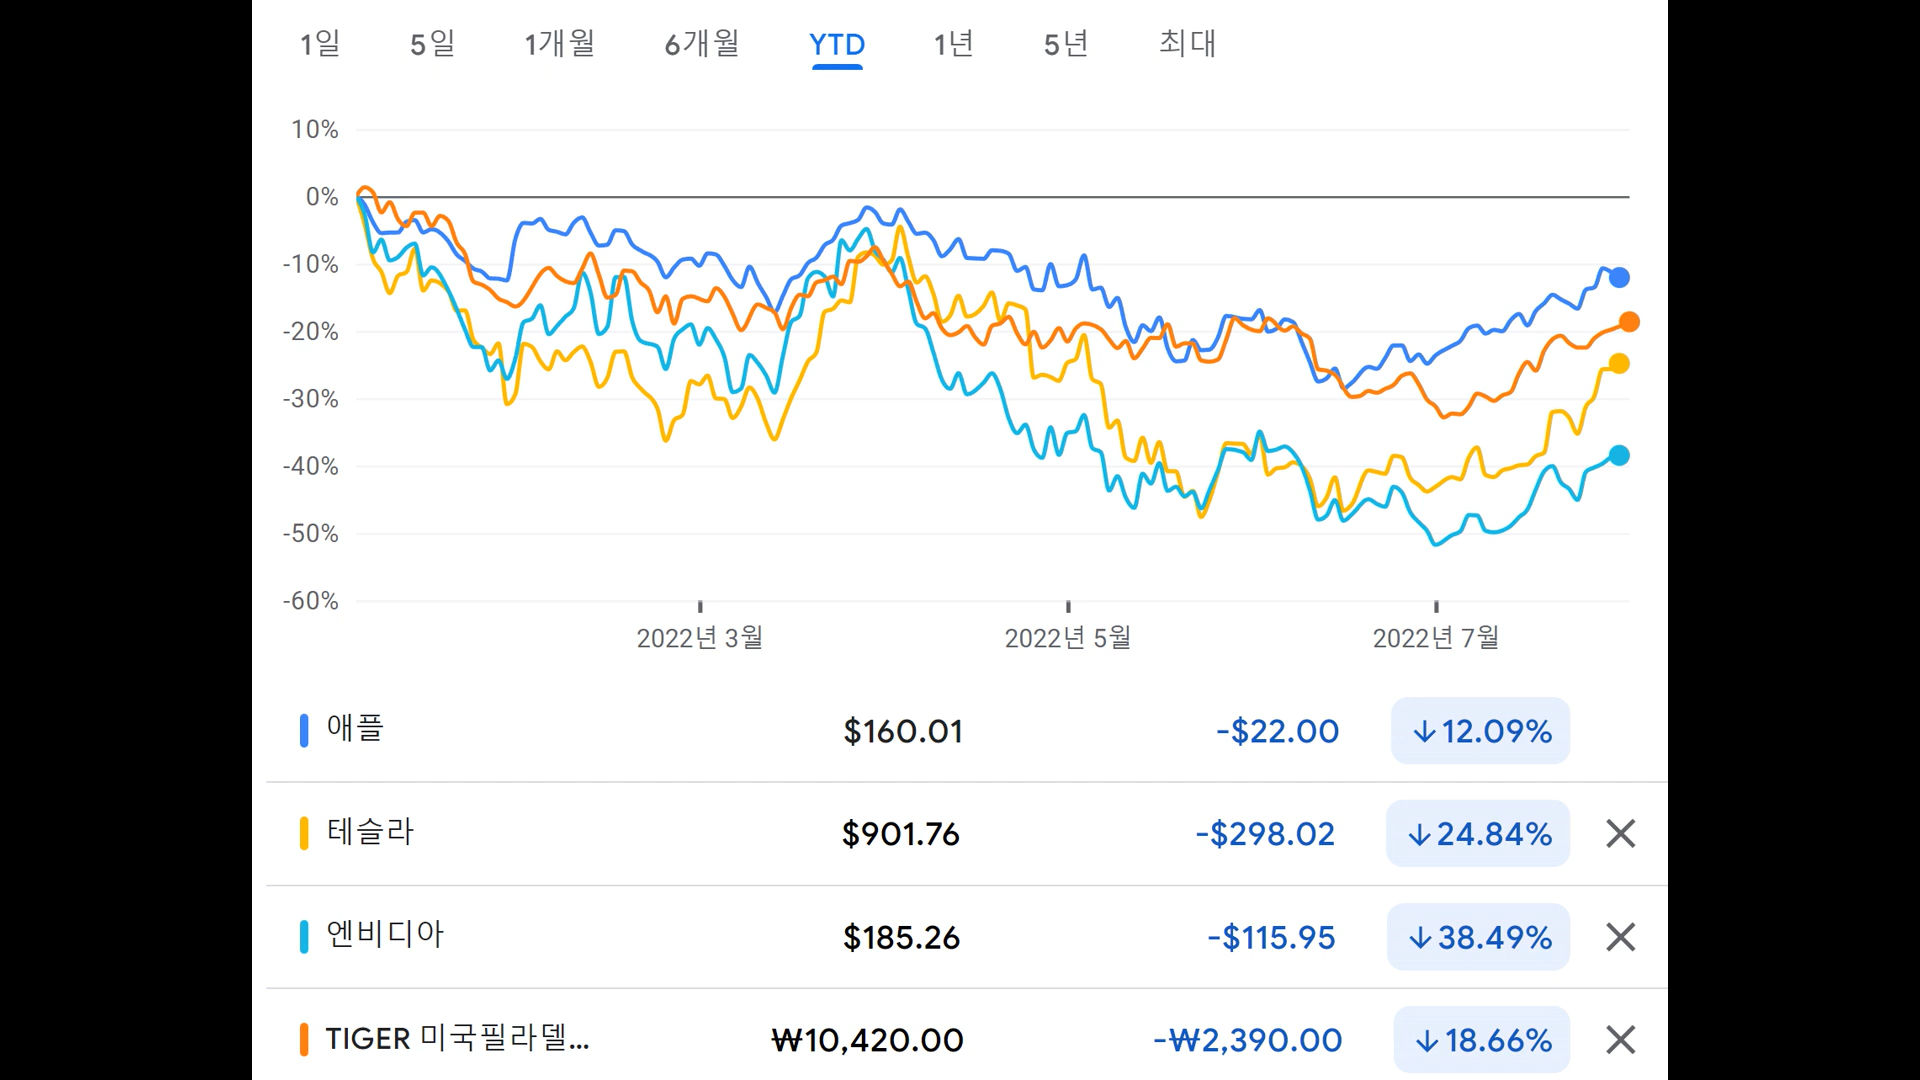 1일 5일 1개월 6개월 YTD 1년 5년 최대
10%
0%
-10%
-20%
-30%
-40%
-50%
-60%
2022년 3월 2022년 5월 2022년 7월
애플 $160.01 -$22.00 ↓12.09%
테슬라 $901.76 -$298.02 ↓24.84%
엔비디아 $185.26 -$115.95 ↓38.49%
TIGER 미국필라델... ₩10,420.00 -₩2,390.00 ↓18.66%